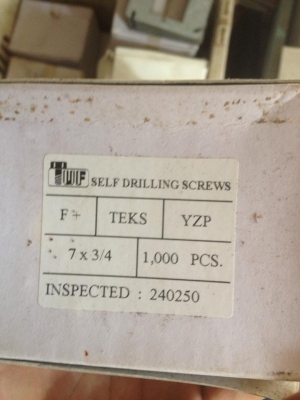 SELF DRILLING SCREWS
F+ TEKS YZP
7 x 3/4 1,000 PCS.
INSPECTED : 240250